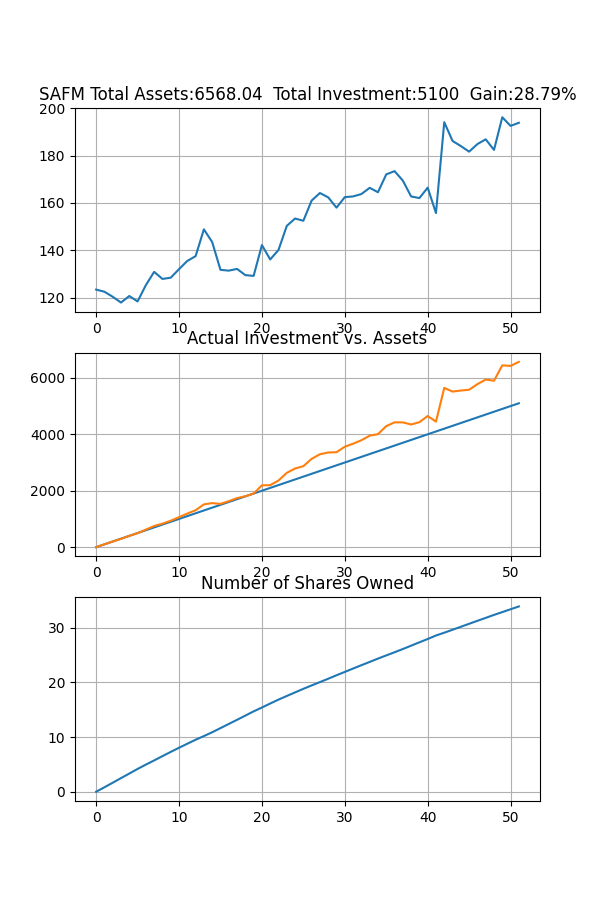 SAFM Total Assets:6568.04  Total Investment:5100  Gain:28.79%
200
180
160
140
120
0 10 20 30 40 50
Actual Investment vs. Assets
6000
4000
2000
0
0 10 20 30 40 50
Number of Shares Owned
30
20
10
0
0 10 20 30 40 50